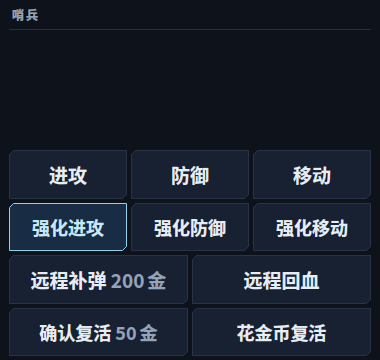 哨兵
进攻 防御 移动
强化进攻 强化防御 强化移动
远程补弹 200 金 远程回血
确认复活 50 金 花金币复活